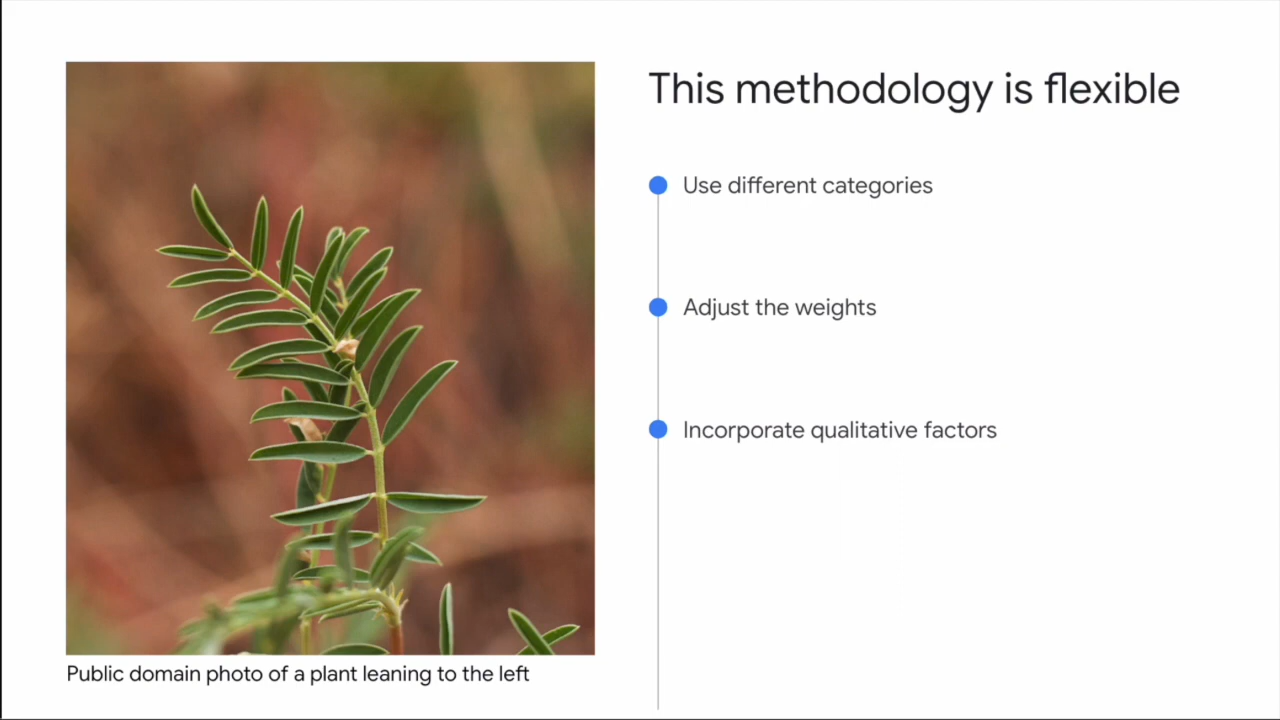 This methodology is flexible
Use different categories
Adjust the weights
Incorporate qualitative factors
Public domain photo of a plant leaning to the left